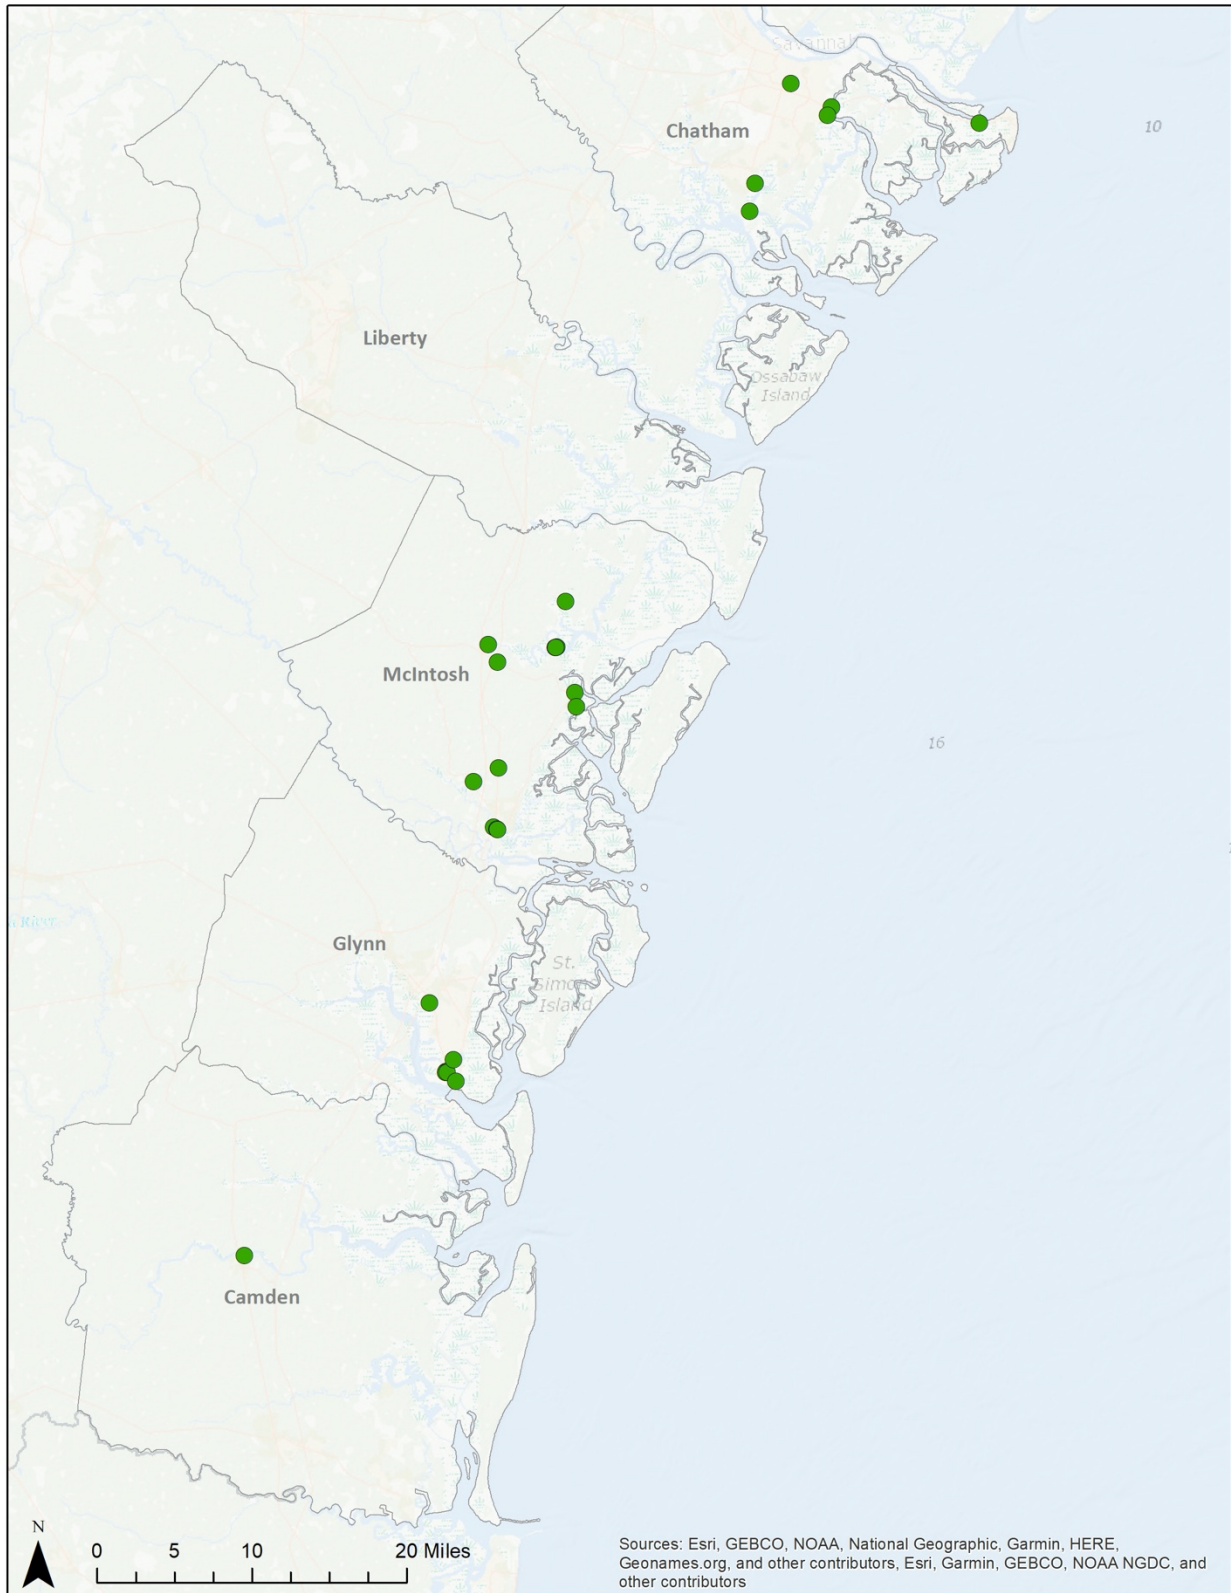 Savannah
Chatham
10
Liberty
Ossabaw
Island
McIntosh
16
Glynn
River
St.
Simons
Island
Camden
N
0 5 10 20 Miles
Sources: Esri, GEBCO, NOAA, National Geographic, Garmin, HERE,
Geonames.org, and other contributors, Esri, Garmin, GEBCO, NOAA NGDC, and
other contributors